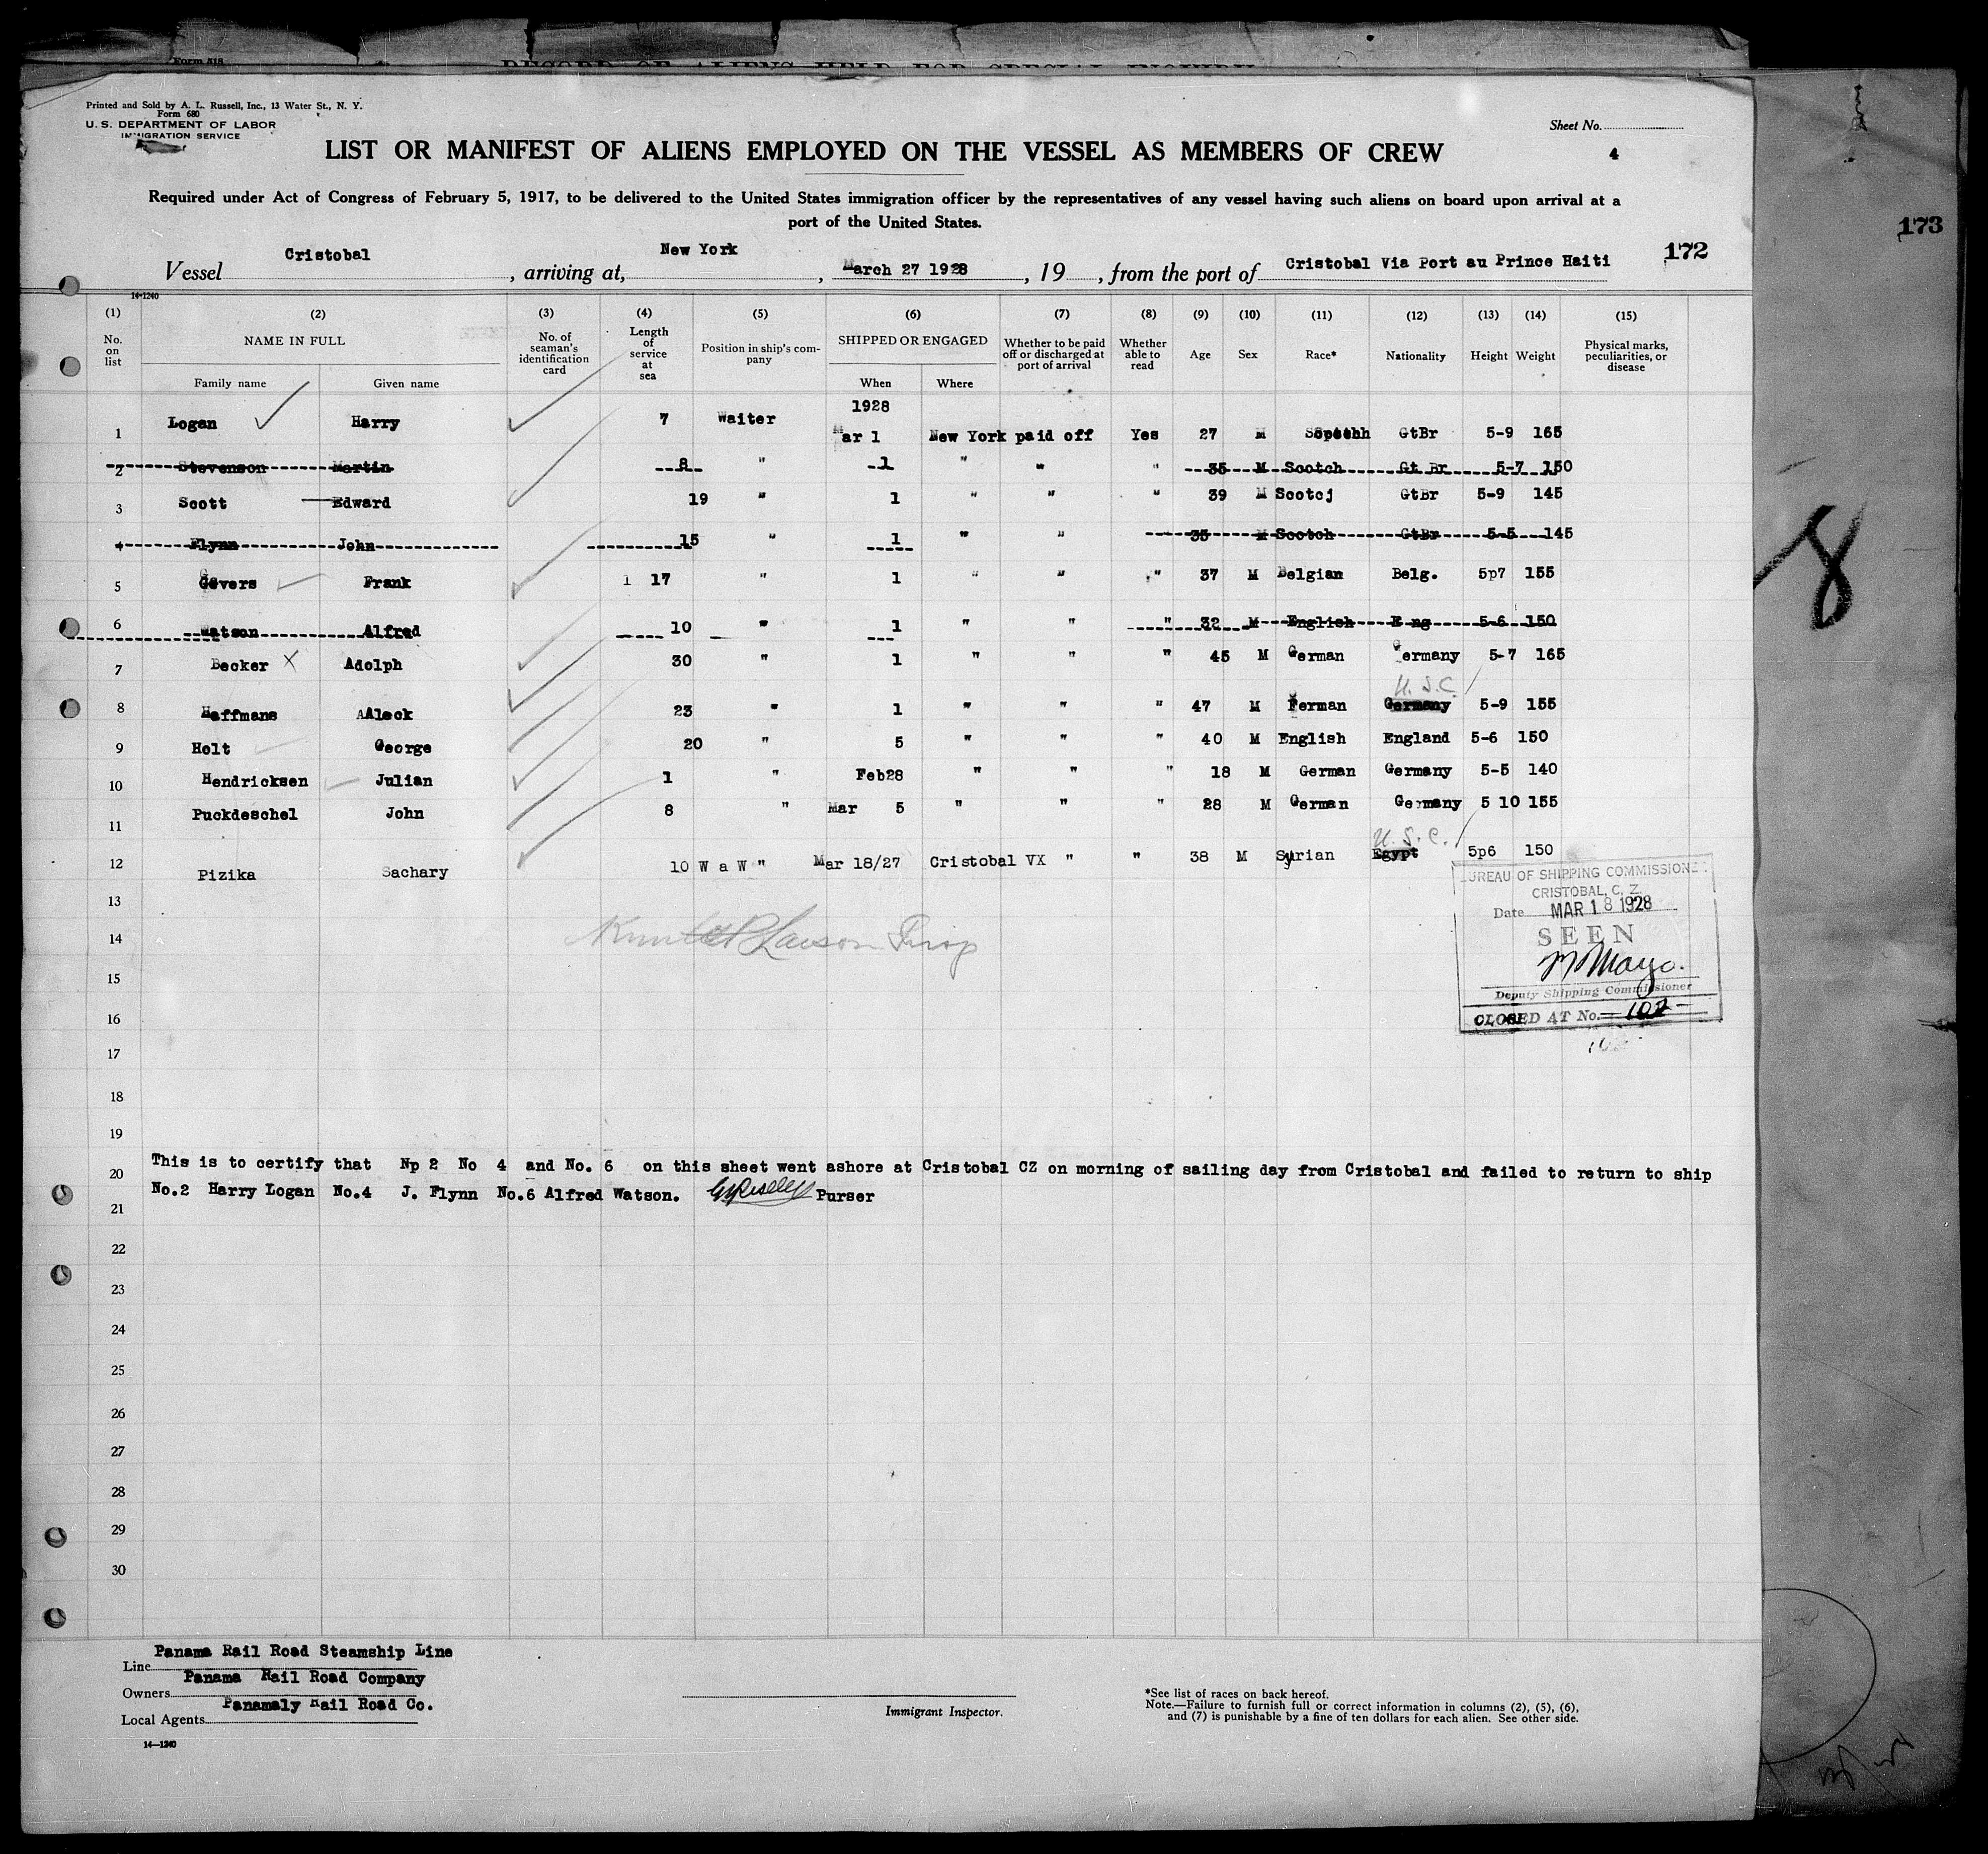 Form 818
RECORD OF ALIENS HELD FOR SPECIAL INQUIRY
Printed and Sold by A. L. Russell, Inc., 13 Water St., N. Y.
Form 680
U. S. DEPARTMENT OF LABOR
IMMIGRATION SERVICE
Sheet No.
4
LIST OR MANIFEST OF ALIENS EMPLOYED ON THE VESSEL AS MEMBERS OF CREW
Required under Act of Congress of February 5, 1917, to be delivered to the United States immigration officer by the representatives of any vessel having such aliens on board upon arrival at a
port of the United States.
173
172
Vessel Cristobal, arriving at, New York, March 27 1928, 19, from the port of Cristobal Via Port au Prince Haiti
14-1240
(1) (2) (3) (4) (5) (6) (7) (8) (9) (10) (11) (12) (13) (14) (15)
No. on list NAME IN FULL Family name Given name No. of seaman's identification card Length of service at sea Position in ship's company SHIPPED OR ENGAGED When Where Whether to be paid off or discharged at port of arrival Whether able to read Age Sex Race* Nationality Height Weight Physical marks, peculiarities, or disease
1928
1 Logan Harry 7 Waiter Mar 1 New York paid off Yes 27 M GtBr 5-9 165
2 Stevenson Martin 8 " 1 " " " 35 M Scotch Gt Br 5-7 150
3 Scott Edward 19 " 1 " " " 39 M Scotcj GtBr 5-9 145
4 Flynn John 15 " 1 " " " 35 M Scotch GtBr 5-5 145
5 Gevers Frank 1 17 " 1 " " " 37 M Belgian Belg. 5p7 155
6 Watson Alfred 10 " 1 " " " 32 M English E ng 5-6 150
7 Becker X Adolph 30 " 1 " " " 45 M German Germany 5-7 165
U. S. C.
8 Haffmans AAleck 23 " 1 " " " 47 M Ferman Germany 5-9 155
9 Holt George 20 " 5 " " " 40 M English England 5-6 150
10 Hendricksen Julian 1 " Feb28 " " " 18 M German Germany 5-5 140
11 Puckdeschel John 8 " Mar 5 " " " 28 M German Germany 5 10 155
U. S. C.
12 Pizika Sachary 10 W a W " Mar 18/27 Cristobal VX " " 38 M Syrian Egypt 5p6 150
BUREAU OF SHIPPING COMMISSIONER
CRISTOBAL, C. Z.
Date MAR 18 1928
SEEN
Mayo.
Deputy Shipping Commissioner
CLOSED AT No. 102
13
14 Lawson
15
16
17
18
19
20
This is to certify that Np 2 No 4 and No. 6 on this sheet went ashore at Cristobal CZ on morning of sailing day from Cristobal and failed to return to ship
No.2 Harry Logan No.4 J. Flynn No.6 Alfred Watson. Purser
21
22
23
24
25
26
27
28
29
30
8
Line Panama Rail Road Steamship Line
Owners Panama Rail Road Company
Local Agents Panamaly Rail Road Co.
Immigrant Inspector.
*See list of races on back hereof.
Note.—Failure to furnish full or correct information in columns (2), (5), (6),
and (7) is punishable by a fine of ten dollars for each alien. See other side.
14—1240